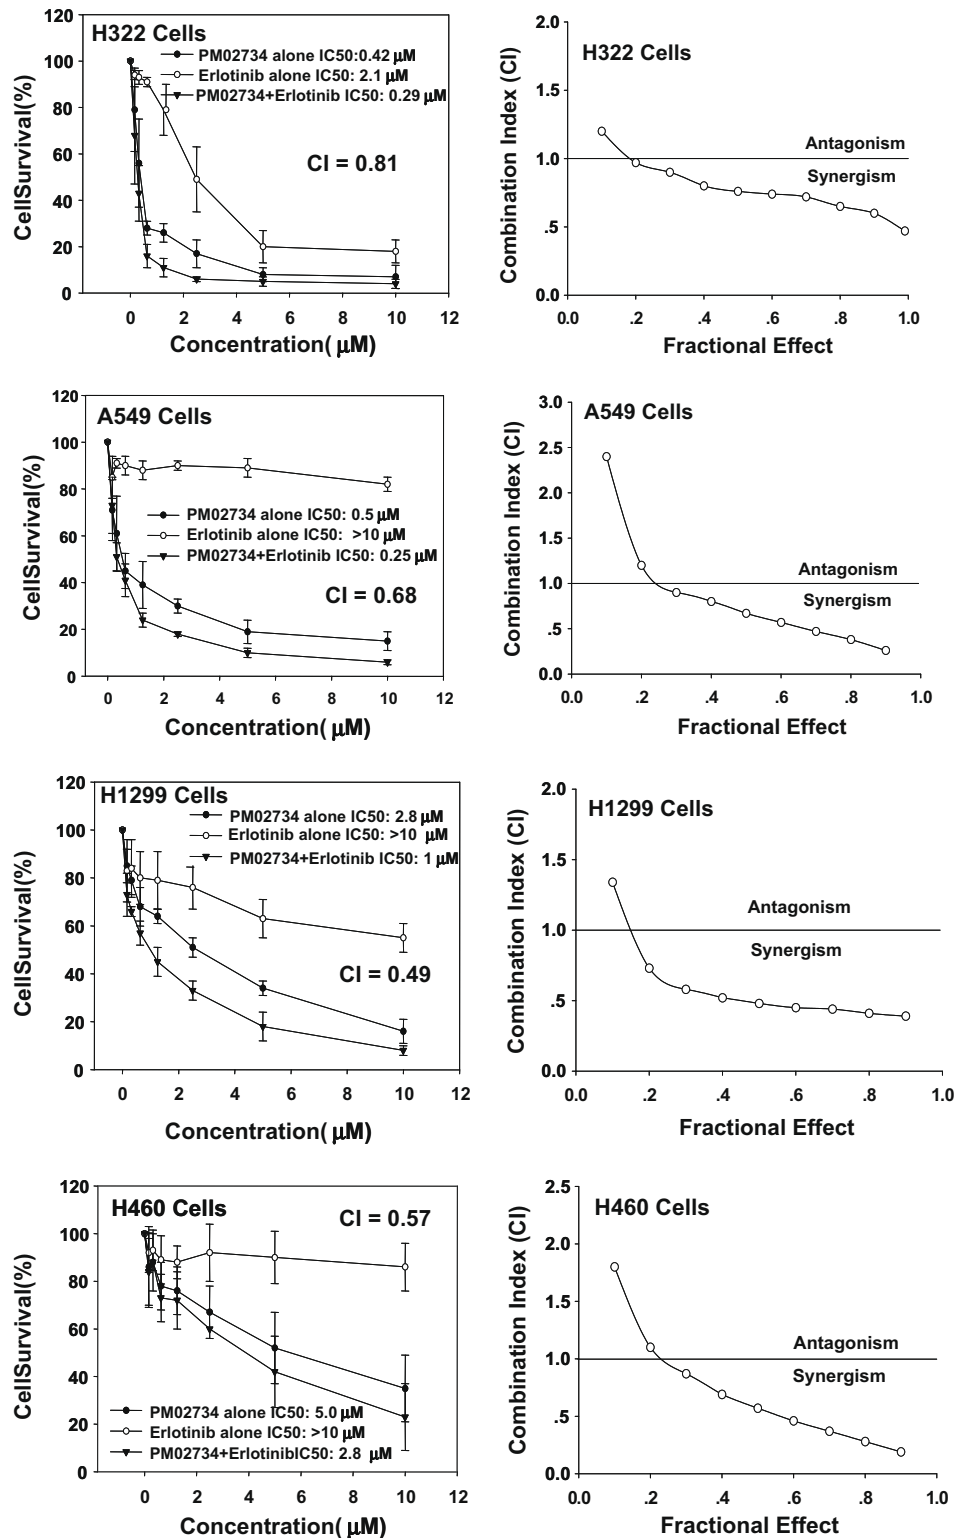 H322 Cells
PM02734 alone IC50:0.42 µM
Erlotinib alone IC50: 2.1 µM
PM02734+Erlotinib IC50: 0.29 µM
CI = 0.81
CellSurvival(%)
120
100
80
60
40
20
0
0 2 4 6 8 10 12
Concentration( µM)
H322 Cells
Combination Index (CI)
2.0
1.5
1.0
.5
0.0
Antagonism
Synergism
0.0 .2 .4 .6 .8 1.0
Fractional Effect
A549 Cells
PM02734 alone IC50: 0.5 µM
Erlotinib alone IC50: >10 µM
PM02734+Erlotinib IC50: 0.25 µM
CI = 0.68
CellSurvival(%)
120
100
80
60
40
20
0
0 2 4 6 8 10 12
Concentration( µM)
A549 Cells
Combination Index (CI)
3.0
2.5
2.0
1.5
1.0
.5
0.0
Antagonism
Synergism
0.0 .2 .4 .6 .8 1.0
Fractional Effect
H1299 Cells
PM02734 alone IC50: 2.8 µM
Erlotinib alone IC50: >10 µM
PM02734+Erlotinib IC50: 1 µM
CI = 0.49
CellSurvival(%)
120
100
80
60
40
20
0
0 2 4 6 8 10 12
Concentration( µM)
H1299 Cells
Combination Index (CI)
2.0
1.5
1.0
.5
0.0
Antagonism
Synergism
0.0 .2 .4 .6 .8 1.0
Fractional Effect
H460 Cells
CI = 0.57
PM02734 alone IC50: 5.0 µM
Erlotinib alone IC50: >10 µM
PM02734+ErlotinibIC50: 2.8 µM
CellSurvival(%)
120
100
80
60
40
20
0
0 2 4 6 8 10 12
Concentration( µM)
H460 Cells
Combination Index (CI)
2.5
2.0
1.5
1.0
.5
0.0
Antagonism
Synergism
0.0 .2 .4 .6 .8 1.0
Fractional Effect